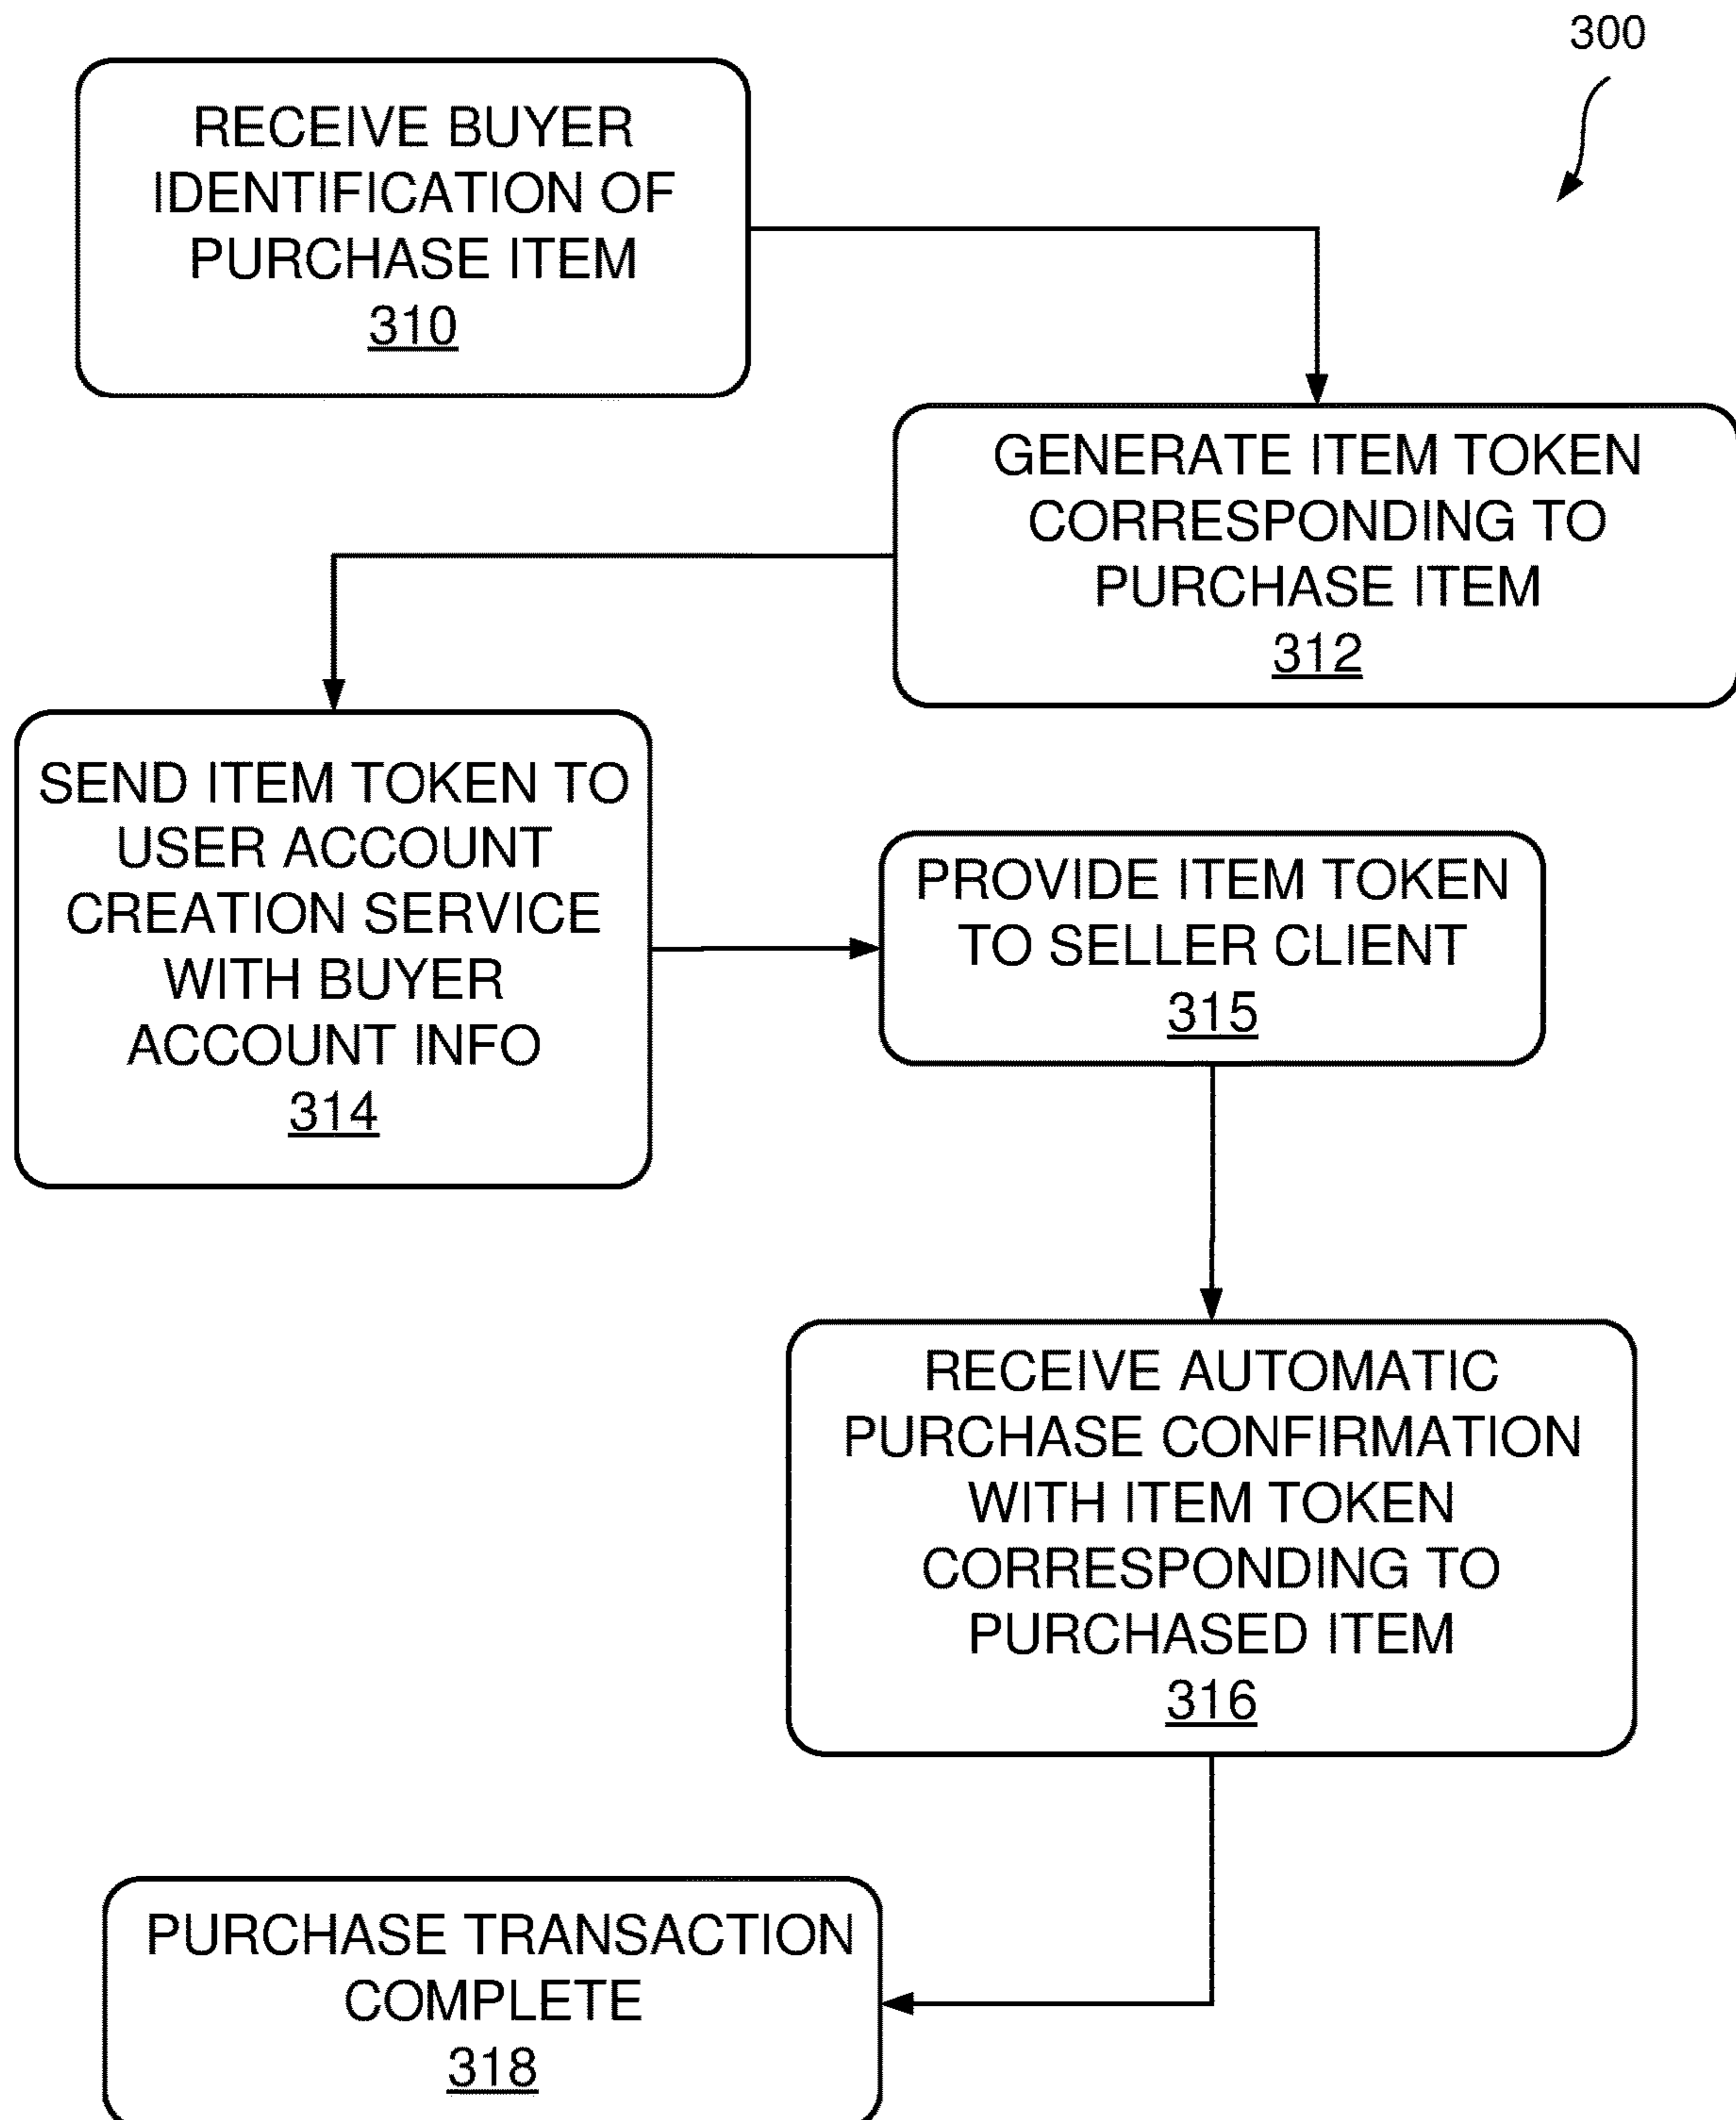 300
RECEIVE BUYER
IDENTIFICATION OF
PURCHASE ITEM
310
GENERATE ITEM TOKEN
CORRESPONDING TO
PURCHASE ITEM
312
SEND ITEM TOKEN TO
USER ACCOUNT
CREATION SERVICE
WITH BUYER
ACCOUNT INFO
314
PROVIDE ITEM TOKEN
TO SELLER CLIENT
315
RECEIVE AUTOMATIC
PURCHASE CONFIRMATION
WITH ITEM TOKEN
CORRESPONDING TO
PURCHASED ITEM
316
PURCHASE TRANSACTION
COMPLETE
318